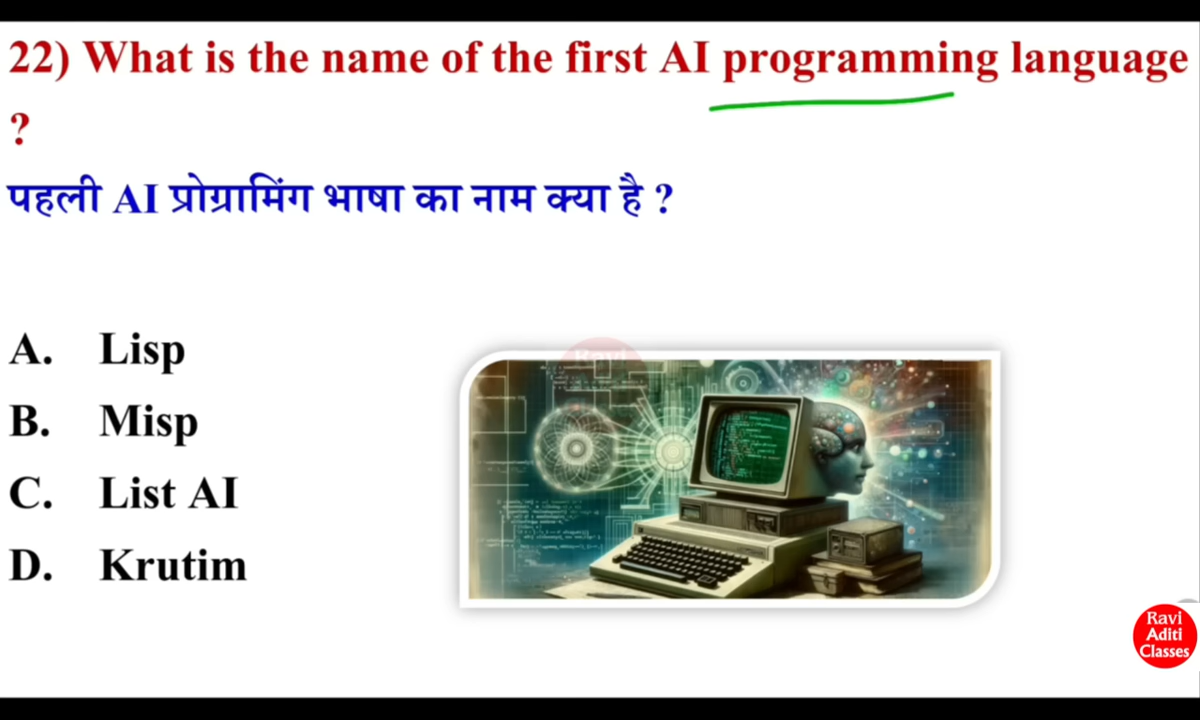 22) What is the name of the first AI programming language
?
पहली AI प्रोग्रामिंग भाषा का नाम क्या है ?
A. Lisp
B. Misp
C. List AI
D. Krutim
Ravi
Ravi
Aditi
Classes